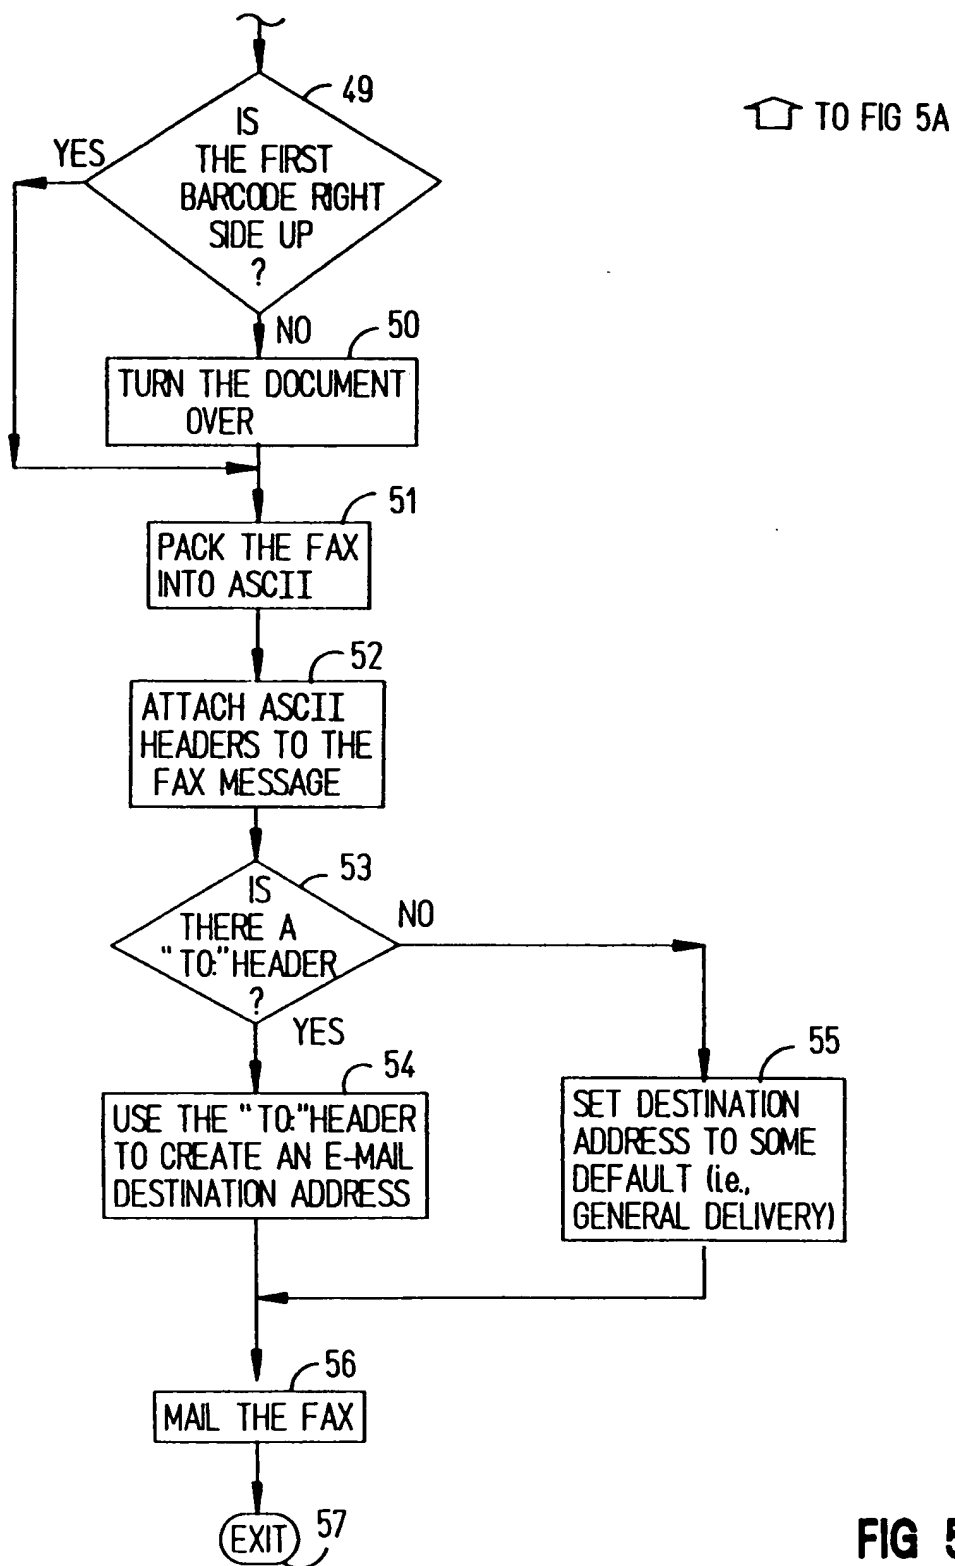 49
TO FIG 5A
IS
THE FIRST
BARCODE RIGHT
SIDE UP
?
YES
NO
50
TURN THE DOCUMENT
OVER
51
PACK THE FAX
INTO ASCII
52
ATTACH ASCII
HEADERS TO THE
FAX MESSAGE
53
IS
THERE A
"TO:" HEADER
?
NO
YES
54
USE THE "TO:" HEADER
TO CREATE AN E-MAIL
DESTINATION ADDRESS
55
SET DESTINATION
ADDRESS TO SOME
DEFAULT (i.e.,
GENERAL DELIVERY)
56
MAIL THE FAX
EXIT
57
FIG 5